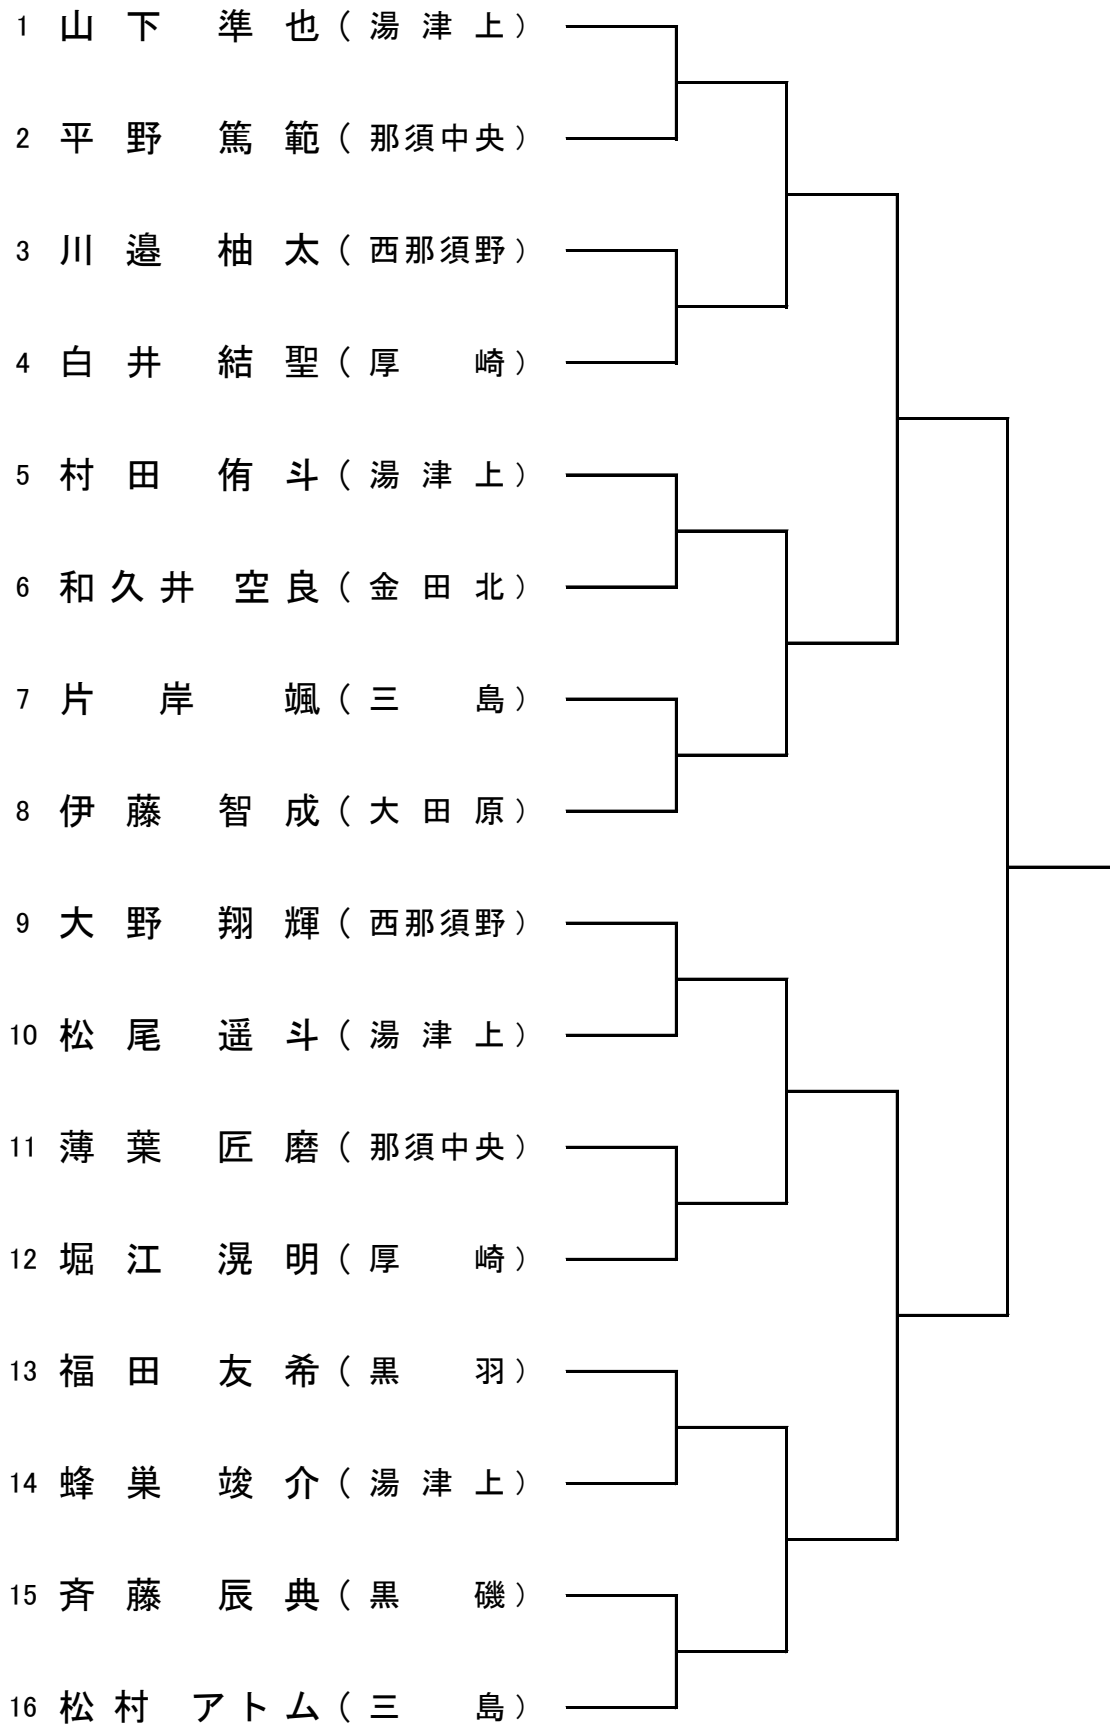 1 山下 準也(湯津上)
2 平野 篤範(那須中央)
3 川邉 柚太(西那須野)
4 白井 結聖(厚崎)
5 村田 侑斗(湯津上)
6 和久井 空良(金田北)
7 片岸 颯(三島)
8 伊藤 智成(大田原)
9 大野 翔輝(西那須野)
10 松尾 遥斗(湯津上)
11 薄葉 匠磨(那須中央)
12 堀江 滉明(厚崎)
13 福田 友希(黒羽)
14 蜂巣 竣介(湯津上)
15 斉藤 辰典(黒磯)
16 松村 アトム(三島)